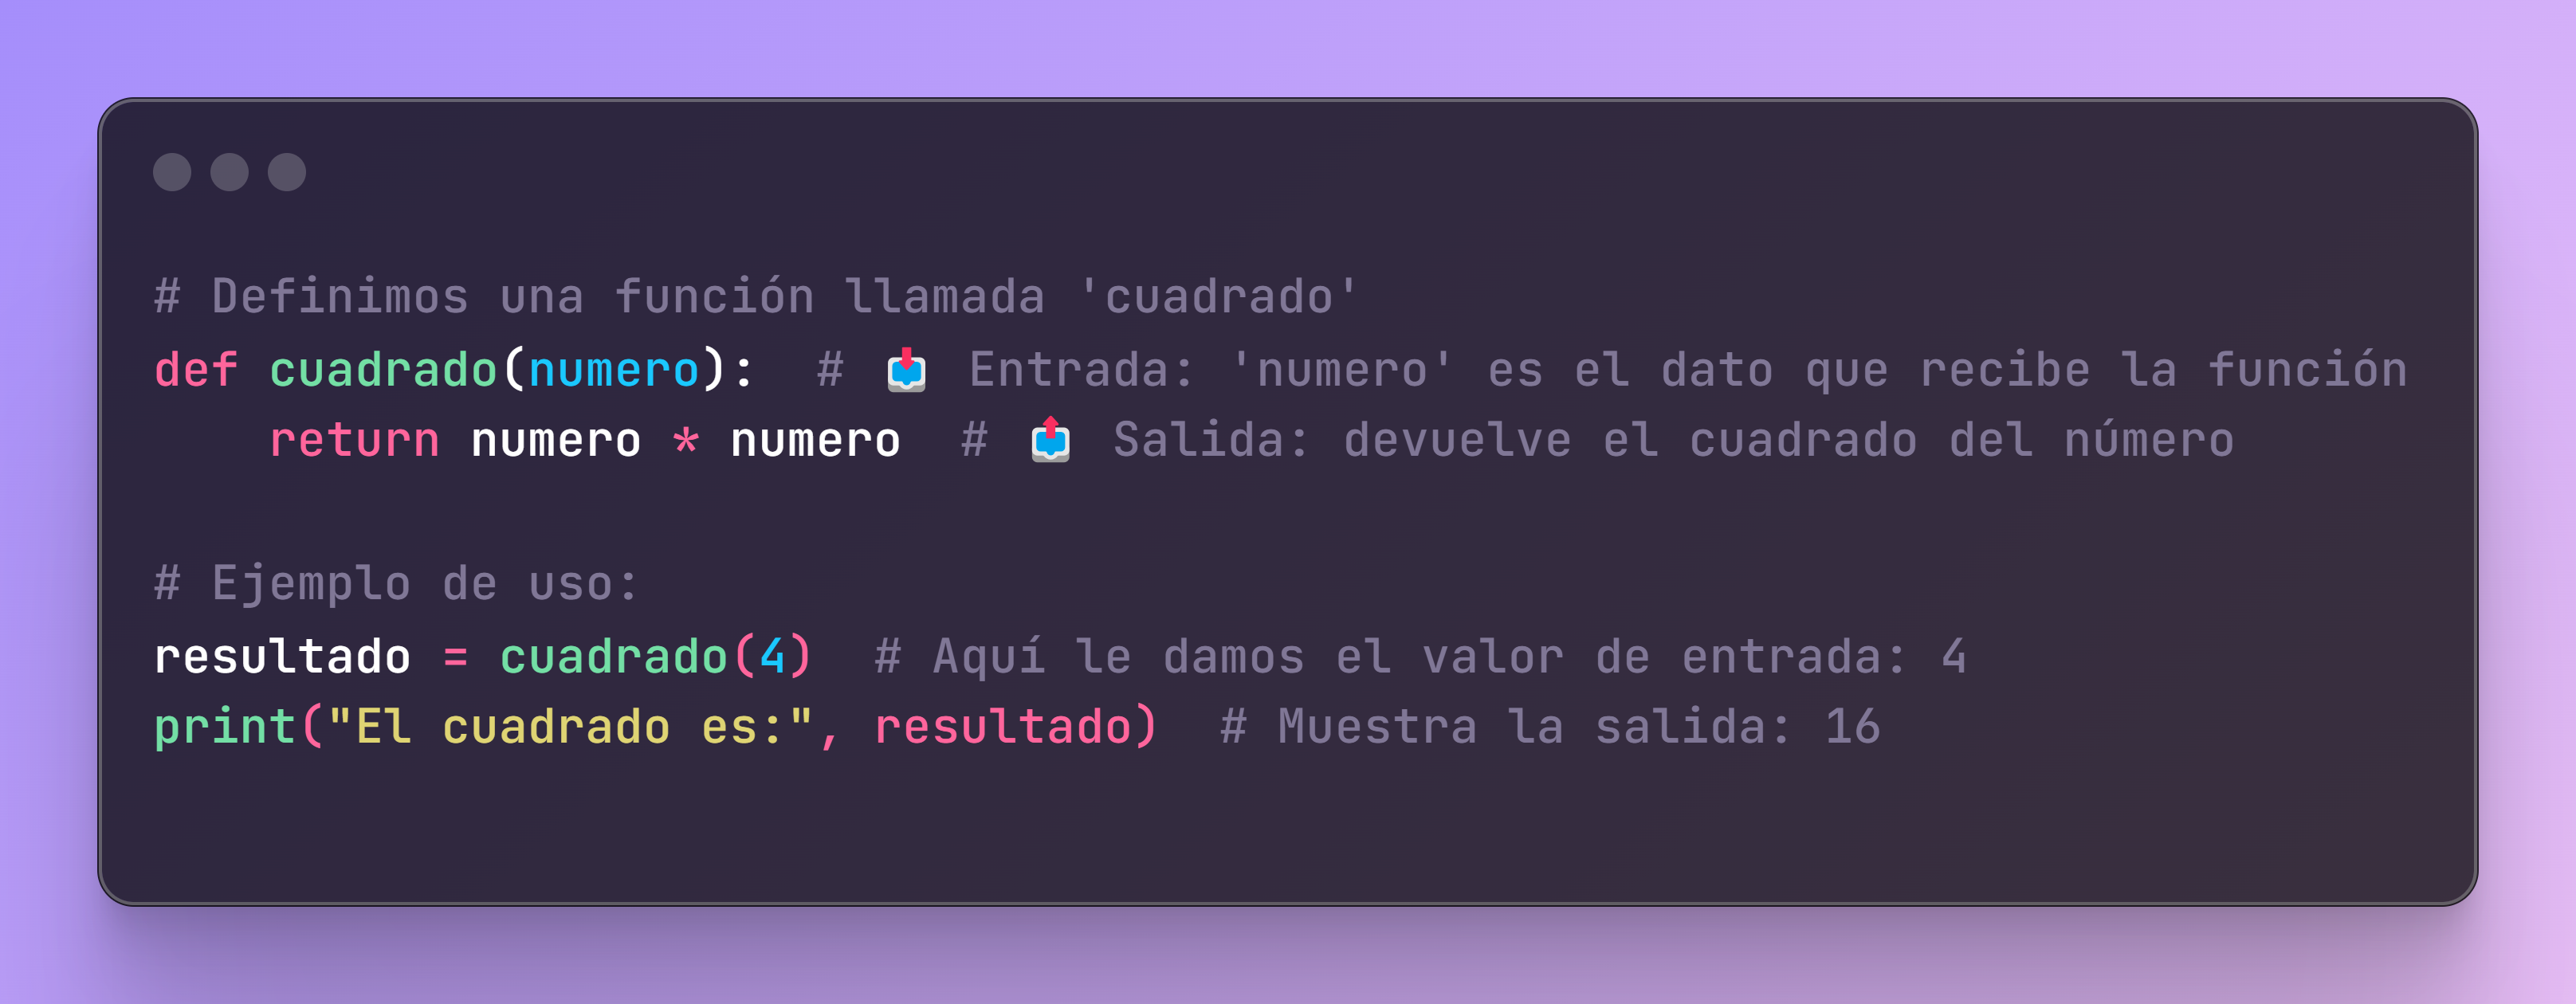 # Definimos una función llamada 'cuadrado'
def cuadrado(numero):  # 📥 Entrada: 'numero' es el dato que recibe la función
    return numero * numero  # 📤 Salida: devuelve el cuadrado del número
# Ejemplo de uso:
resultado = cuadrado(4)  # Aquí le damos el valor de entrada: 4
print("El cuadrado es:", resultado)  # Muestra la salida: 16